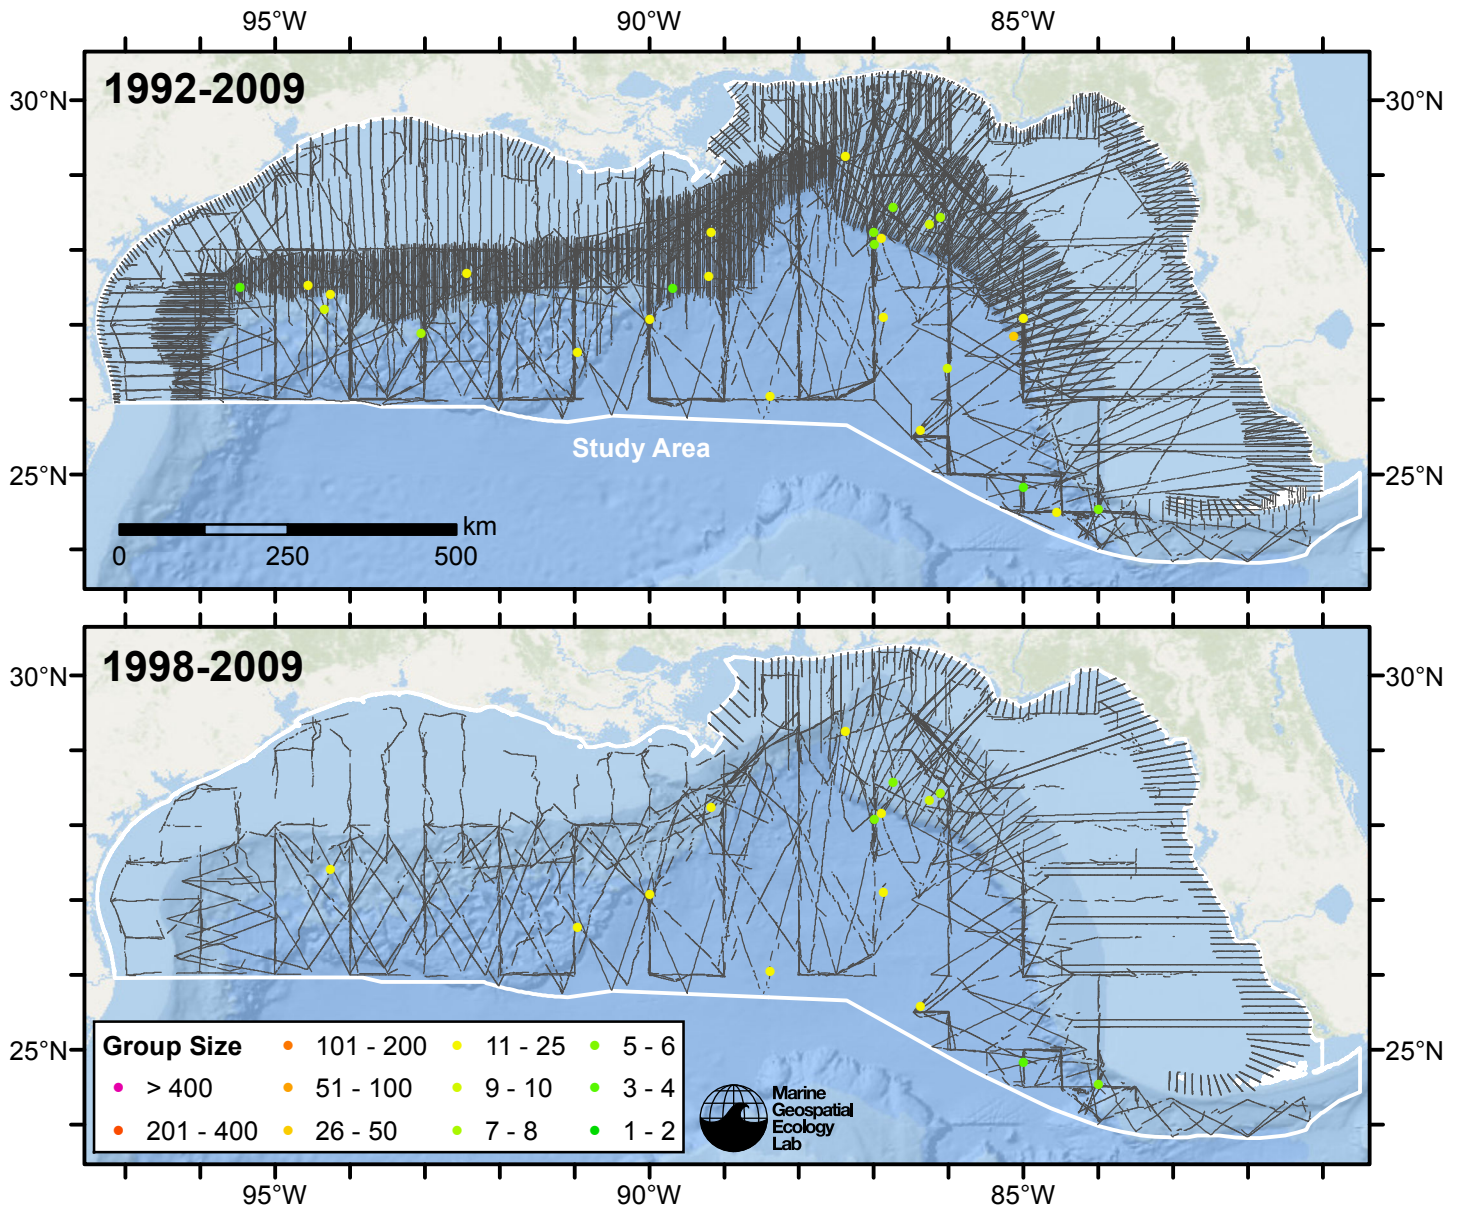 95°W 90°W 85°W
1992-2009
30°N 30°N
Study Area
25°N 25°N
km
0 250 500
1998-2009
30°N 30°N
25°N 25°N
Group Size
> 400
201 - 400
101 - 200
51 - 100
26 - 50
11 - 25
9 - 10
7 - 8
5 - 6
3 - 4
1 - 2
Marine
Geospatial
Ecology
Lab
95°W 90°W 85°W